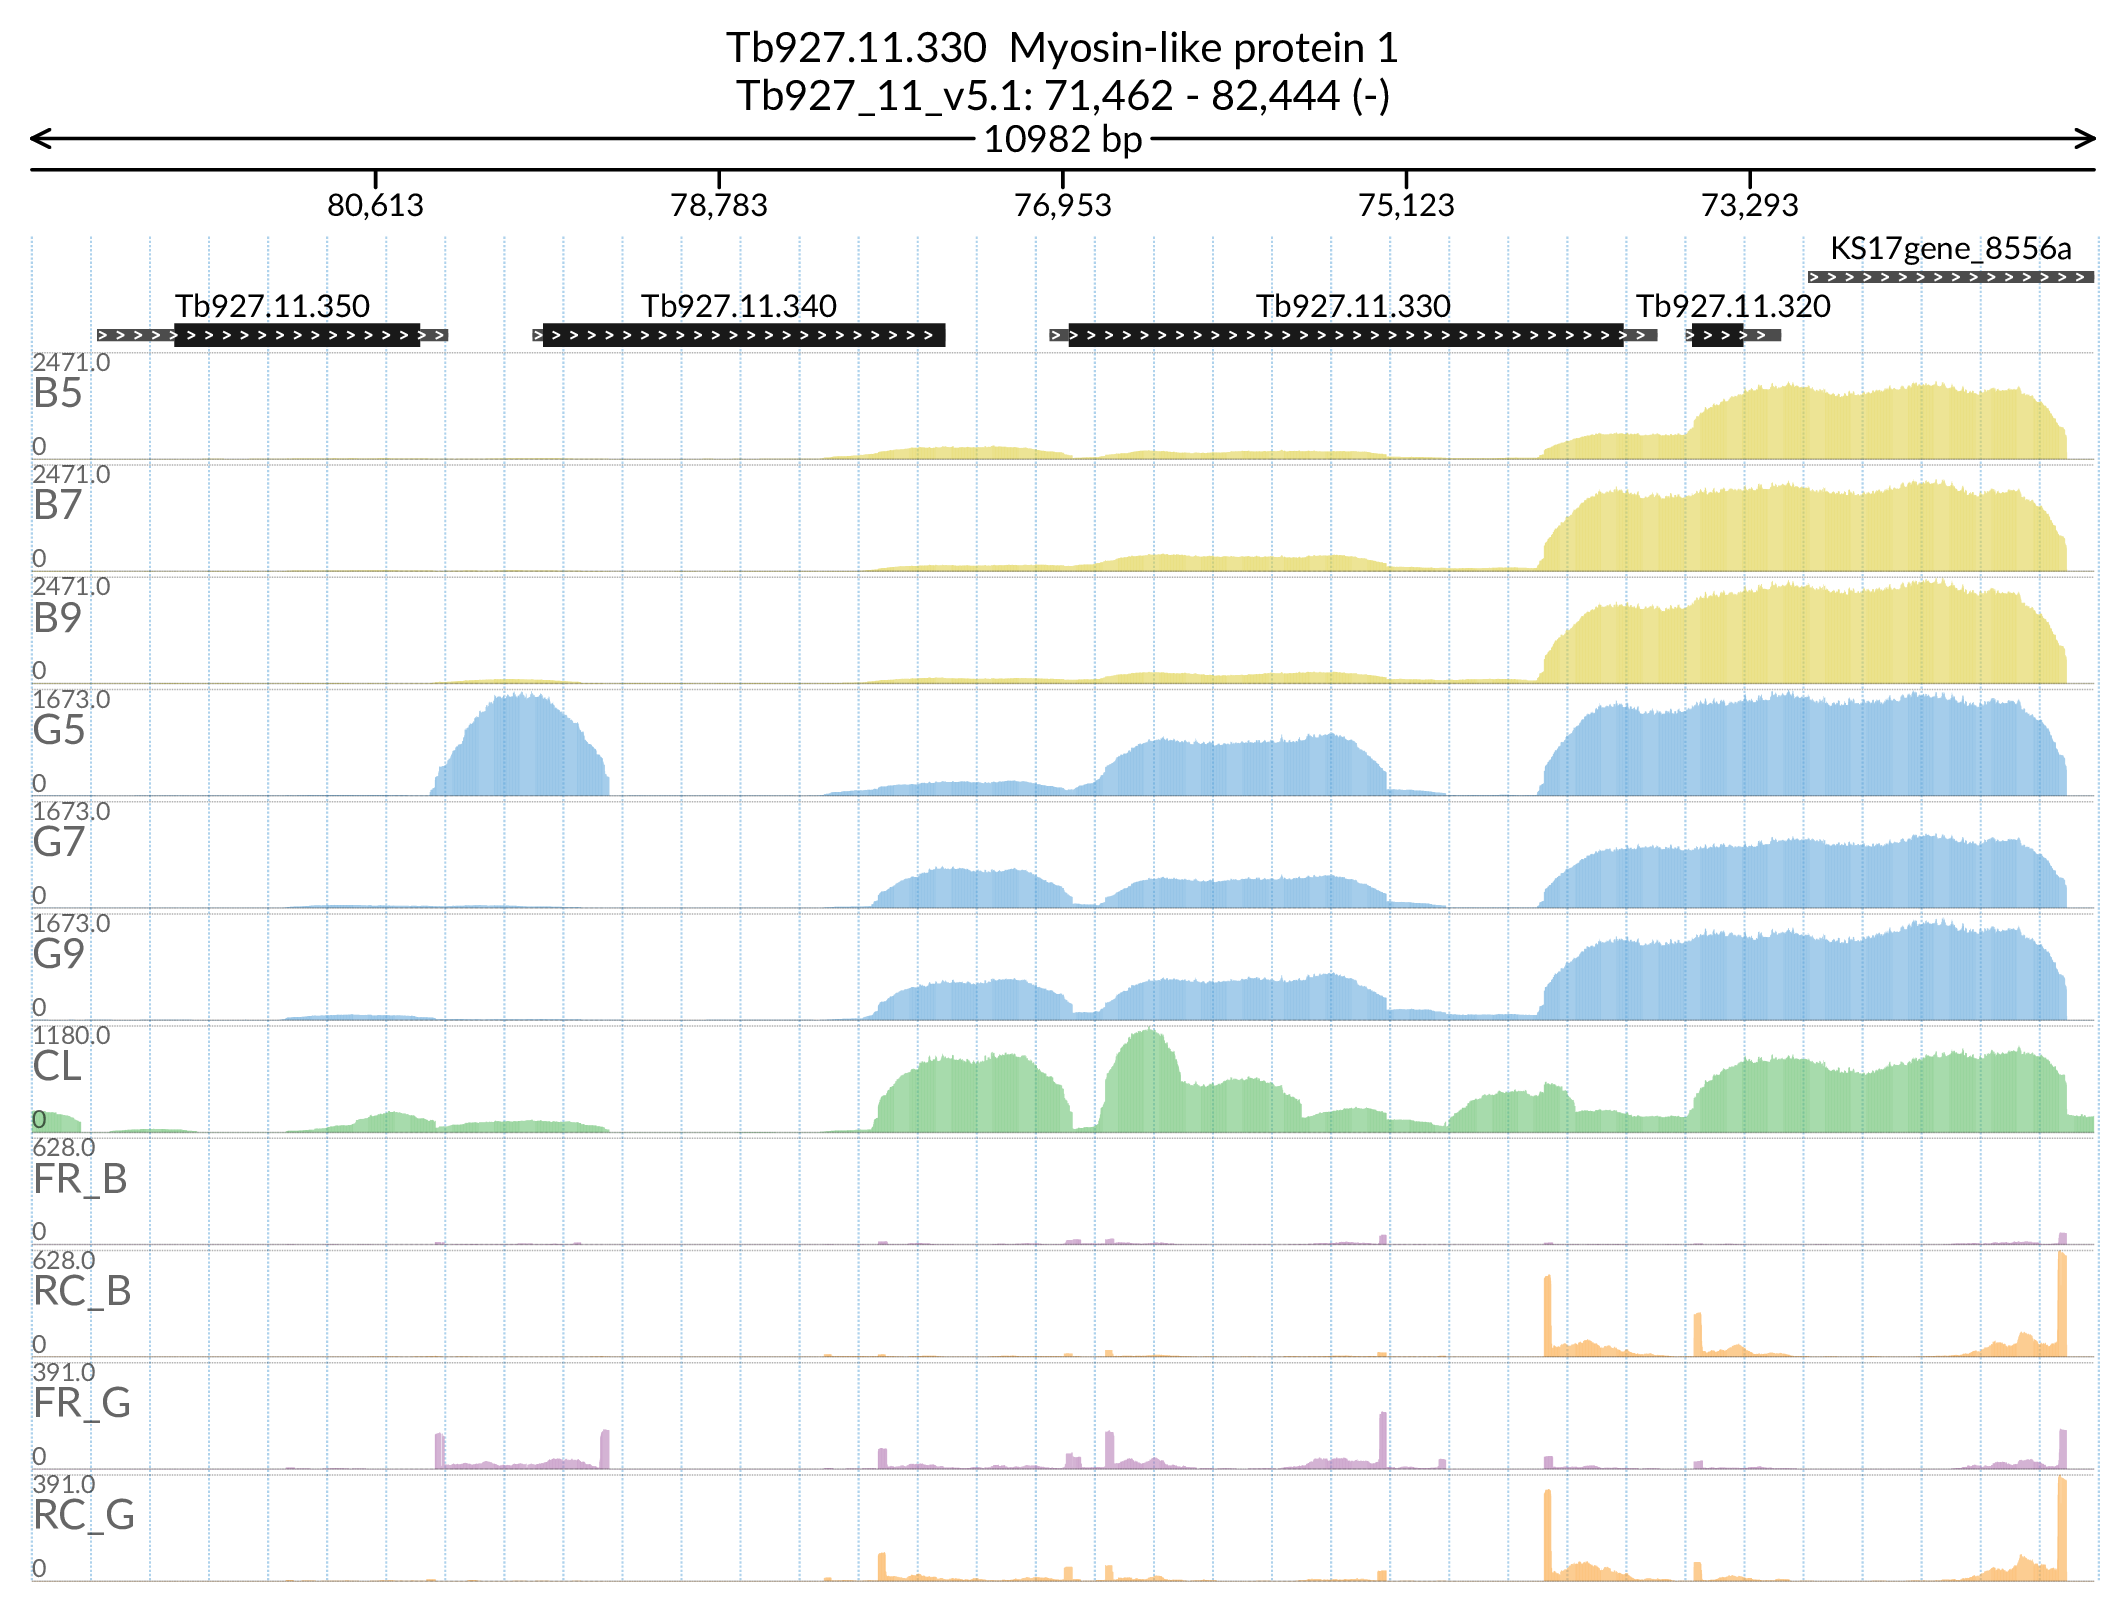 Tb927.11.330  Myosin-like protein 1
Tb927_11_v5.1: 71,462 - 82,444 (-)
10982 bp
80,613 78,783 76,953 75,123 73,293
KS17gene_8556a
Tb927.11.350 Tb927.11.340 Tb927.11.330 Tb927.11.320
2471.0
B5
0
2471.0
B7
0
2471.0
B9
0
1673.0
G5
0
1673.0
G7
0
1673.0
G9
0
1180.0
CL
0
628.0
FR_B
0
628.0
RC_B
0
391.0
FR_G
0
391.0
RC_G
0